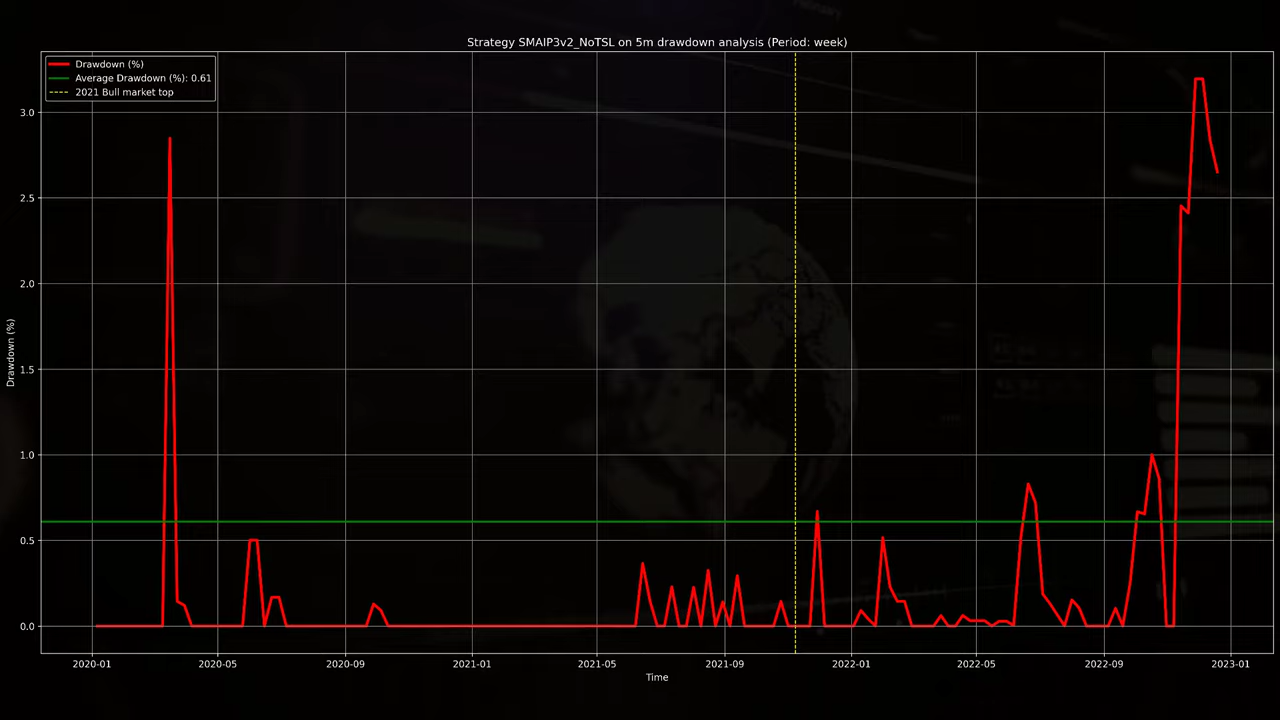 Strategy SMAIP3v2_NoTSL on 5m drawdown analysis (Period: week)
Drawdown (%)
Average Drawdown (%): 0.61
2021 Bull market top
3.0
2.5
2.0
1.5
1.0
0.5
0.0
Drawdown (%)
2020-01
2020-05
2020-09
2021-01
2021-05
2021-09
2022-01
2022-05
2022-09
2023-01
Time